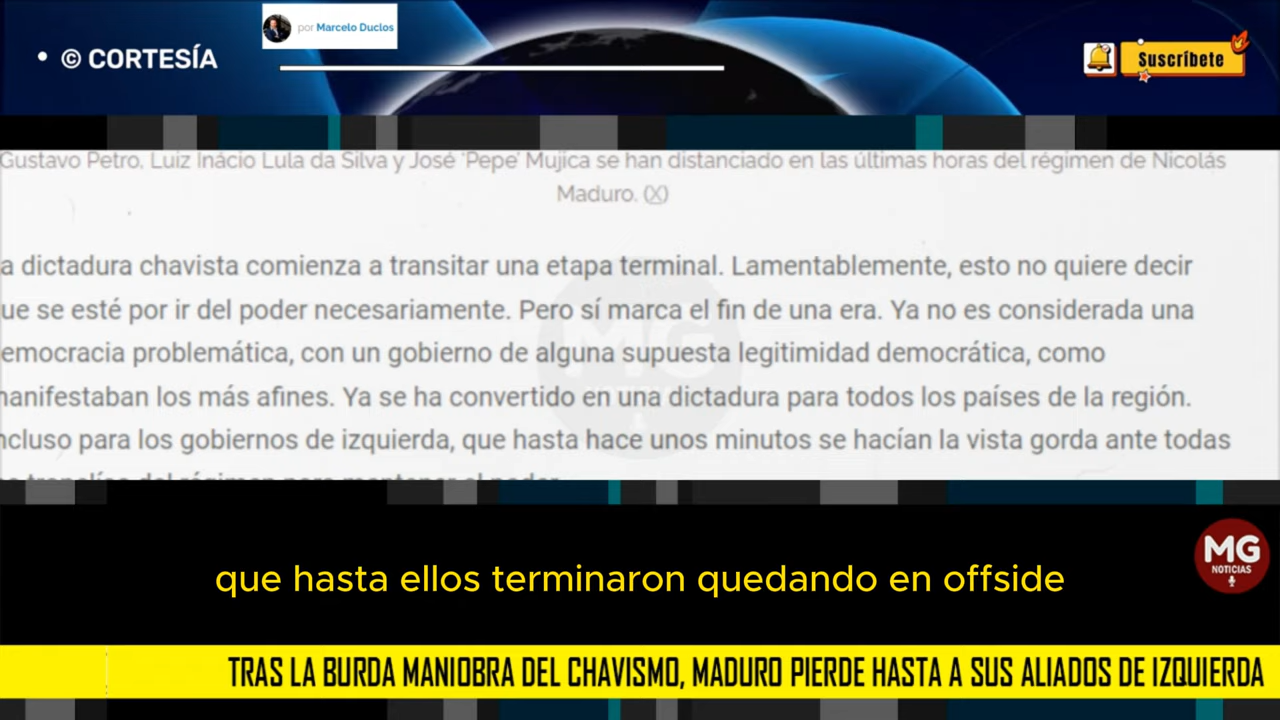 por Marcelo Duclos
• © CORTESÍA
Suscríbete
Gustavo Petro, Luiz Inácio Lula da Silva y José 'Pepe' Mujica se han distanciado en las últimas horas del régimen de Nicolás
Maduro. (X)
a dictadura chavista comienza a transitar una etapa terminal. Lamentablemente, esto no quiere decir
ue se esté por ir del poder necesariamente. Pero sí marca el fin de una era. Ya no es considerada una
emocracia problemática, con un gobierno de alguna supuesta legitimidad democrática, como
nanifestaban los más afines. Ya se ha convertido en una dictadura para todos los países de la región.
ncluso para los gobiernos de izquierda, que hasta hace unos minutos se hacían la vista gorda ante todas
MG
NOTICIAS
que hasta ellos terminaron quedando en offside
MG
NOTICIAS
TRAS LA BURDA MANIOBRA DEL CHAVISMO, MADURO PIERDE HASTA A SUS ALIADOS DE IZQUIERDA